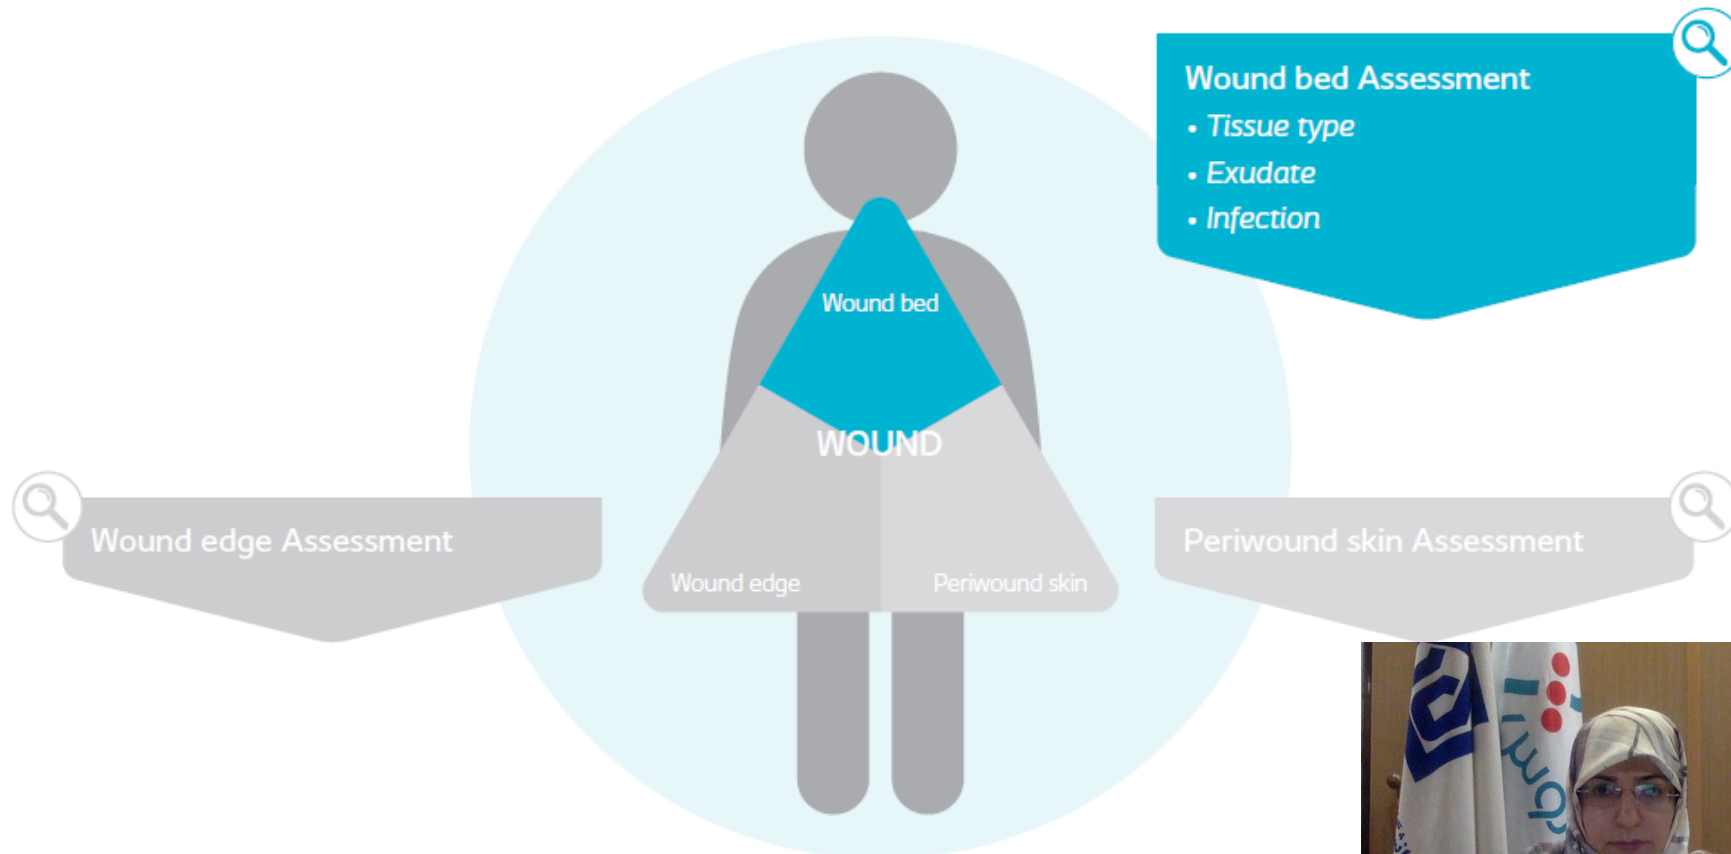 Wound bed Assessment
• Tissue type
• Exudate
• Infection
Wound bed
WOUND
Wound edge Assessment
Periwound skin Assessment
Wound edge
Periwound skin